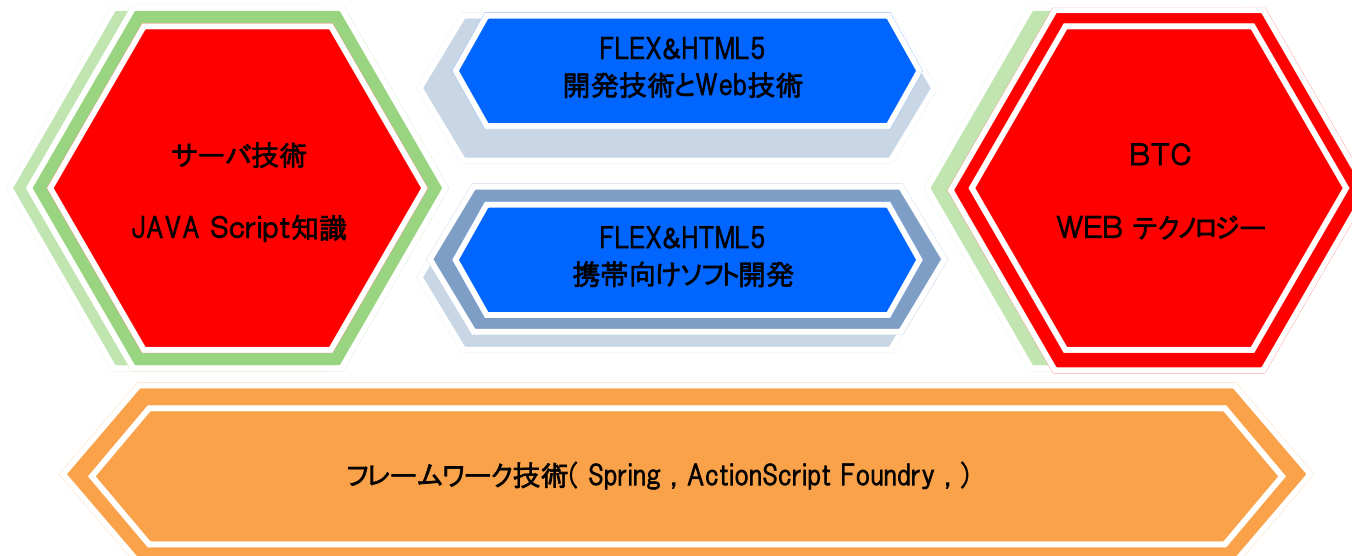 サーバ技術
JAVA Script知識
FLEX&HTML5
開発技術とWeb技術
FLEX&HTML5
携帯向けソフト開発
BTC
WEB テクノロジー
フレームワーク技術( Spring , ActionScript Foundry , )